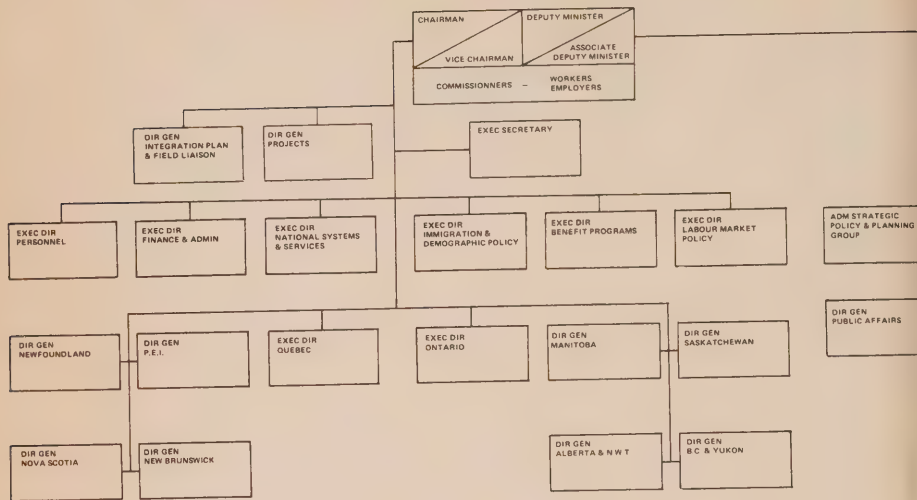 CHAIRMAN
VICE CHAIRMAN
DEPUTY MINISTER
ASSOCIATE
DEPUTY MINISTER
COMMISSIONNERS – WORKERS
EMPLOYERS
DIR GEN
INTEGRATION PLAN
& FIELD LIAISON
DIR GEN
PROJECTS
EXEC SECRETARY
EXEC DIR
PERSONNEL
EXEC DIR
FINANCE & ADMIN
EXEC DIR
NATIONAL SYSTEMS
& SERVICES
EXEC DIR
IMMIGRATION &
DEMOGRAPHIC POLICY
EXEC DIR
BENEFIT PROGRAMS
EXEC DIR
LABOUR MARKET
POLICY
ADM STRATEGIC
POLICY & PLANNING
GROUP
DIR GEN
NEWFOUNDLAND
DIR GEN
P.E.I.
EXEC DIR
QUEBEC
EXEC DIR
ONTARIO
DIR GEN
MANITOBA
DIR GEN
SASKATCHEWAN
DIR GEN
PUBLIC AFFAIRS
DIR GEN
NOVA SCOTIA
DIR GEN
NEW BRUNSWICK
DIR GEN
ALBERTA & N W T
DIR GEN
B C & YUKON